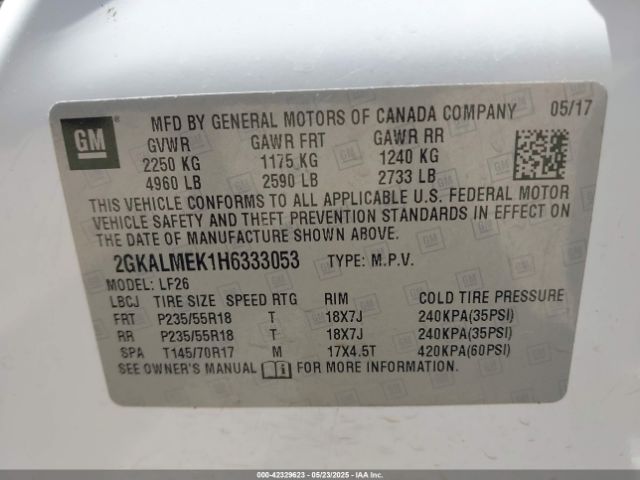 GM ®
MFD BY GENERAL MOTORS OF CANADA COMPANY 05/17
GVWR GAWR FRT GAWR RR
2250 KG 1175 KG 1240 KG
4960 LB 2590 LB 2733 LB
THIS VEHICLE CONFORMS TO ALL APPLICABLE U.S. FEDERAL MOTOR
VEHICLE SAFETY AND THEFT PREVENTION STANDARDS IN EFFECT ON
THE DATE OF MANUFACTURE SHOWN ABOVE.
2GKALMEK1H6333053 TYPE: M.P.V.
MODEL: LF26
LBCJ TIRE SIZE SPEED RTG RIM COLD TIRE PRESSURE
FRT P235/55R18 T 18X7J 240KPA(35PSI)
RR P235/55R18 T 18X7J 240KPA(35PSI)
SPA T145/70R17 M 17X4.5T 420KPA(60PSI)
SEE OWNER'S MANUAL FOR MORE INFORMATION.
000-42329623 - 05/23/2025 - IAAI.COM